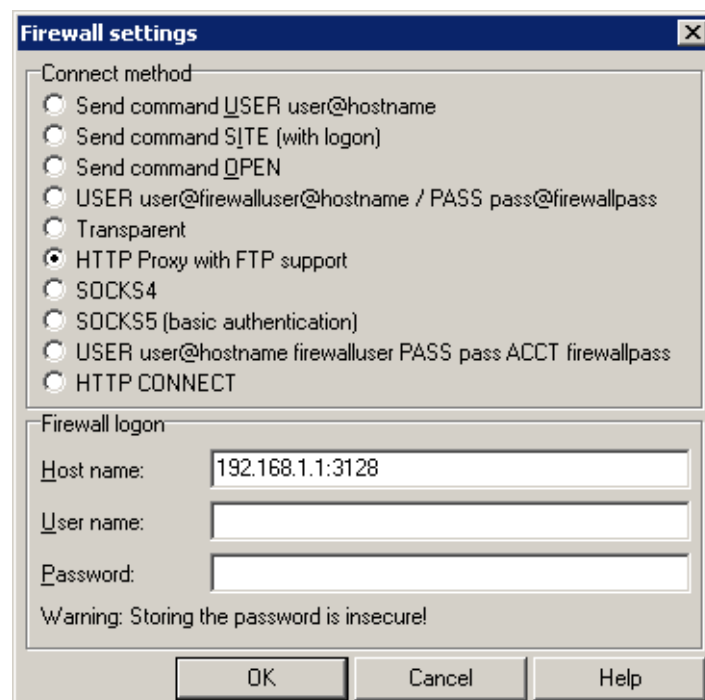 Firewall settings
Connect method
Send command USER user@hostname
Send command SITE (with logon)
Send command OPEN
USER user@firewalluser@hostname / PASS pass@firewallpass
Transparent
HTTP Proxy with FTP support
SOCKS4
SOCKS5 (basic authentication)
USER user@hostname firewalluser PASS pass ACCT firewallpass
HTTP CONNECT
Firewall logon
Host name: 192.168.1.1:3128
User name:
Password:
Warning: Storing the password is insecure!
OK Cancel Help